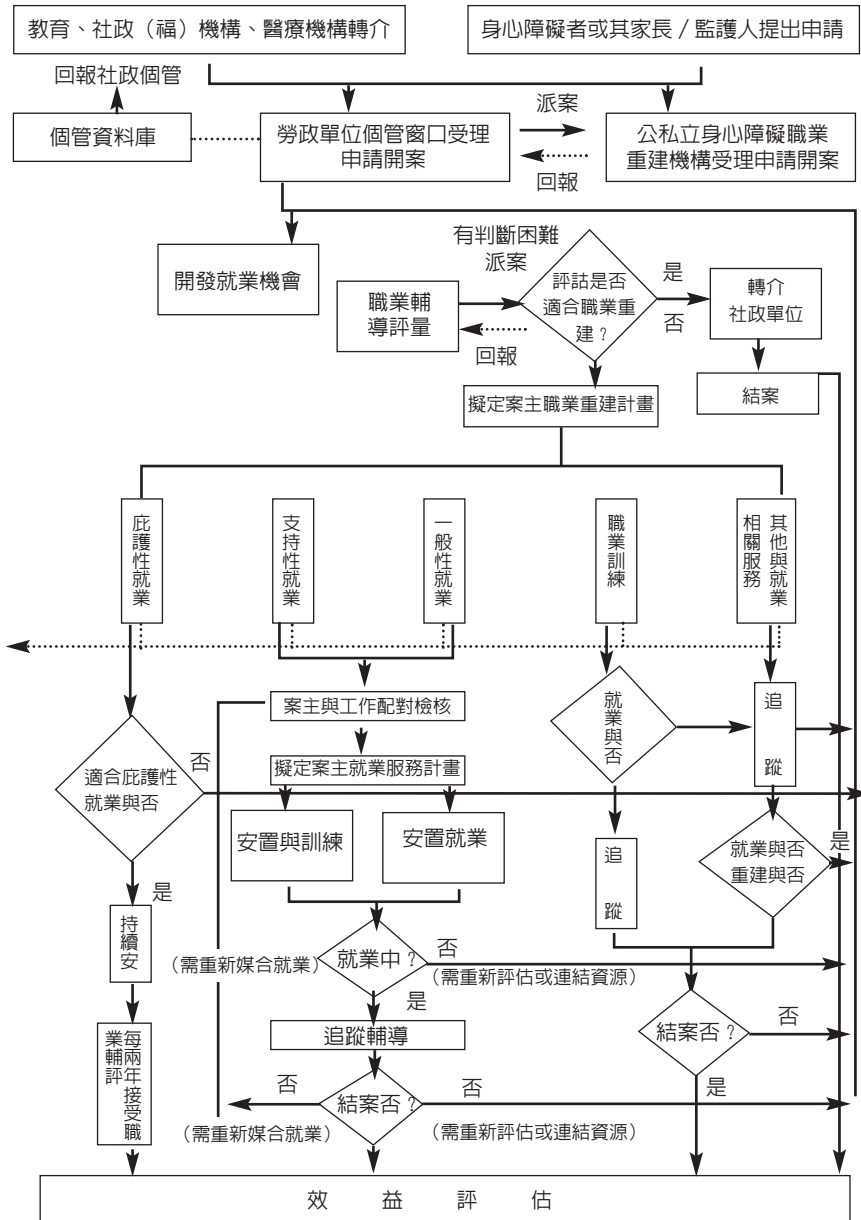 教育、社政（福）機構、醫療機構轉介
身心障礙者或其家長 / 監護人提出申請
回報社政個管
個管資料庫
勞政單位個管窗口受理
申請開案
派案
回報
公私立身心障礙職業
重建機構受理申請開案
開發就業機會
有判斷困難
派案
職業輔
導評量
回報
評詁是否
適合職業重
建？
是
否
轉介
社政單位
結案
擬定案主職業重建計畫
庇護性就業
支持性就業
一般性就業
職業訓練
其他與就業
相關服務
案主與工作配對檢核
擬定案主就業服務計畫
適合庇護性
就業與否
否
是
安置與訓練
安置就業
就業與否
追蹤
追蹤
就業與否
重建與否
是
持續安
就業中？
（需重新媒合就業）
否
（需重新評估或連結資源）
是
追蹤輔導
結案否？
否
是
每兩年接受職
業輔評
結案否？
否
（需重新媒合就業）
否
（需重新評估或連結資源）
效益評估